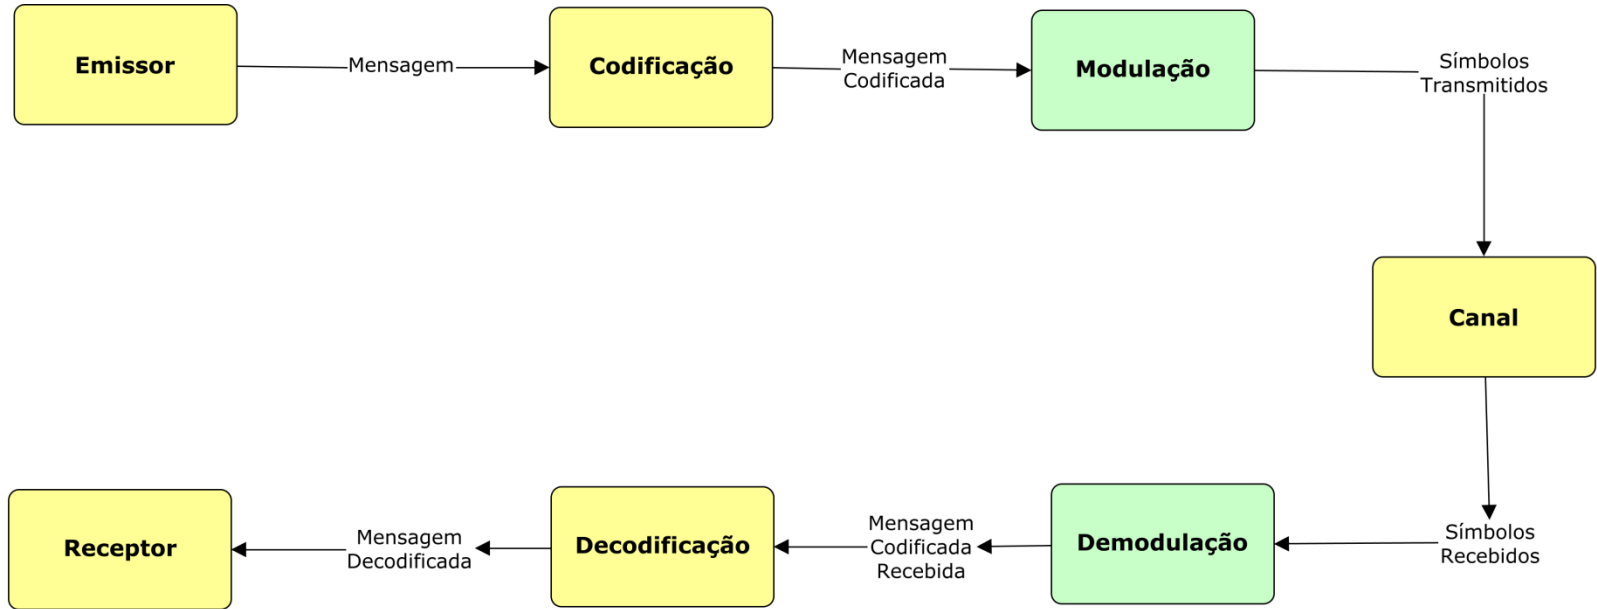 Emissor
Mensagem
Codificação
Mensagem
Codificada
Modulação
Símbolos
Transmitidos
Canal
Símbolos
Recebidos
Demodulação
Mensagem
Codificada
Recebida
Decodificação
Mensagem
Decodificada
Receptor